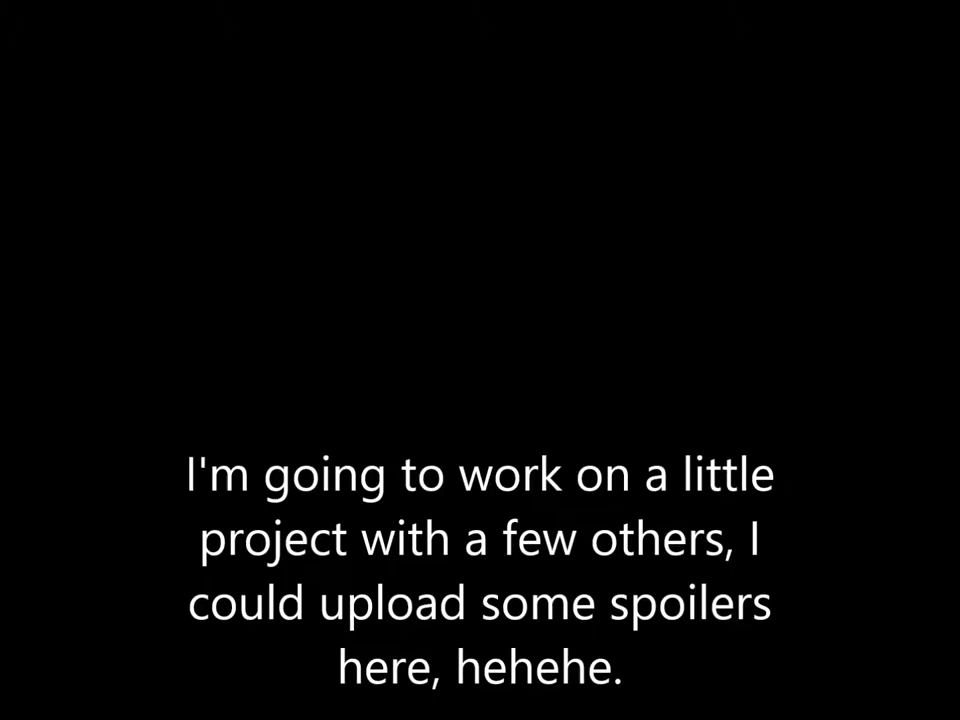 I'm going to work on a little
project with a few others, I
could upload some spoilers
here, hehehe.